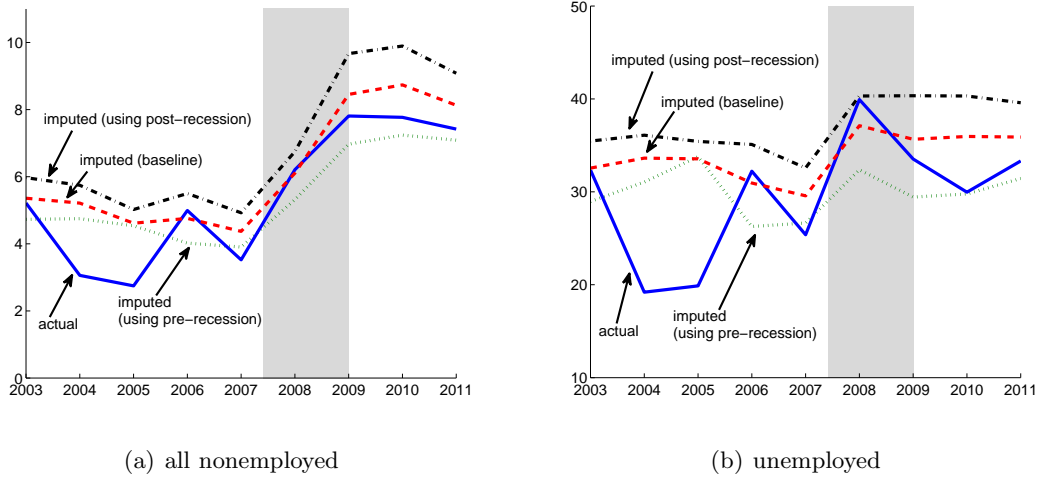 10
8
6
4
2
0
imputed (using post−recession)
imputed (baseline)
actual
imputed
(using pre−recession)
2003 2004 2005 2006 2007 2008 2009 2010 2011
(a) all nonemployed
50
40
30
20
10
imputed (using post−recession)
imputed (baseline)
actual
imputed
(using pre−recession)
2003 2004 2005 2006 2007 2008 2009 2010 2011
(b) unemployed